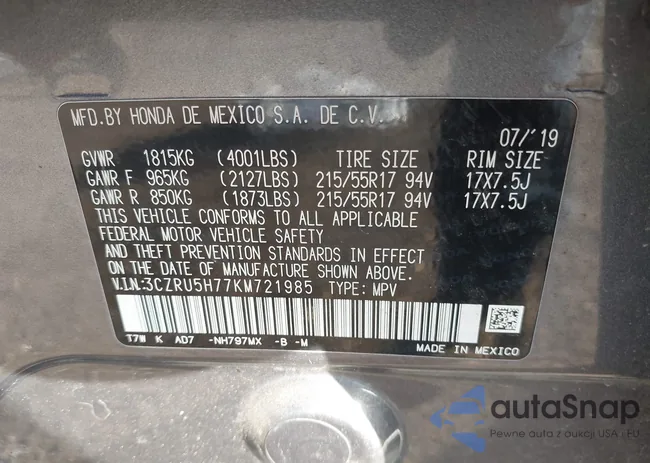 MFD.BY HONDA DE MEXICO S.A. DE C.V.
07/'19
GVWR 1815KG (4001LBS) TIRE SIZE RIM SIZE
GAWR F 965KG (2127LBS) 215/55R17 94V 17X7.5J
GAWR R 850KG (1873LBS) 215/55R17 94V 17X7.5J
THIS VEHICLE CONFORMS TO ALL APPLICABLE
FEDERAL MOTOR VEHICLE SAFETY
AND THEFT PREVENTION STANDARDS IN EFFECT
ON THE DATE OF MANUFACTURE SHOWN ABOVE.
V.I.N:3CZRU5H77KM721985 TYPE: MPV
T7W K AD7 -NH797MX -B -M
MADE IN MEXICO
autaSnap
Pewne auta z aukcji USA i EU